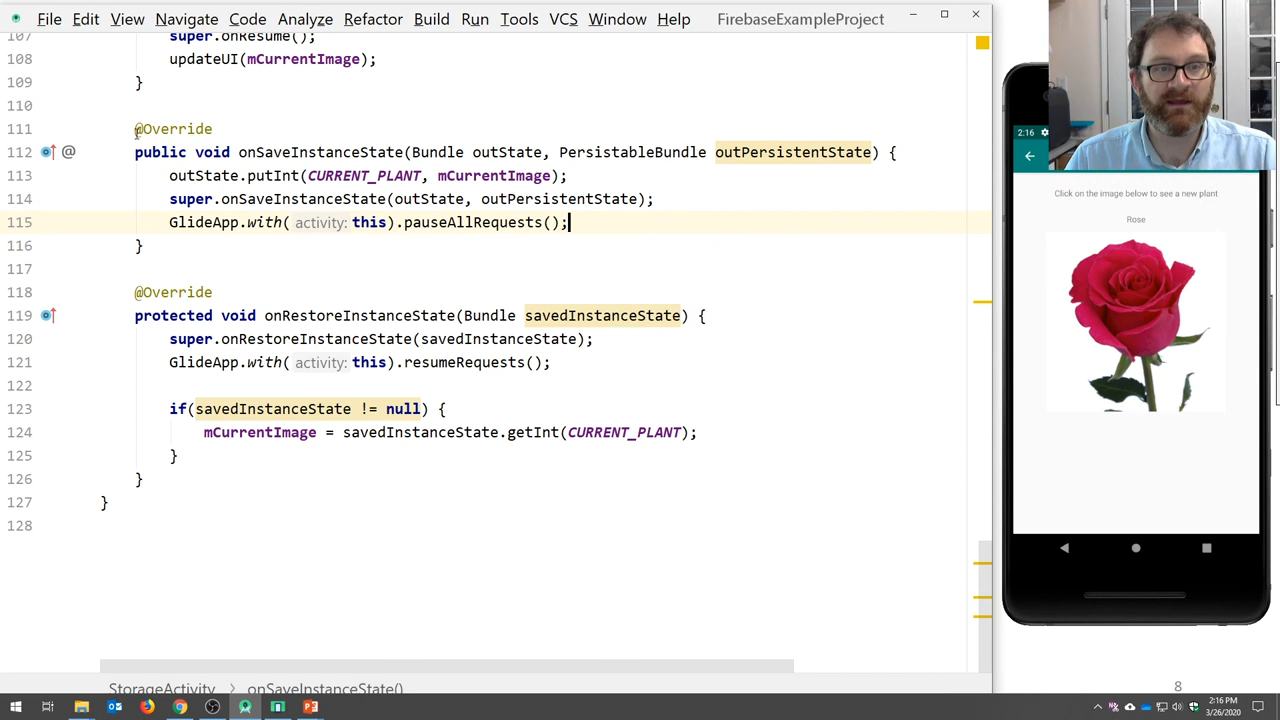 File Edit View Navigate Code Analyze Refactor Build Run Tools VCS Window Help FirebaseExampleProject
107 super.onResume();
108 updateUI(mCurrentImage);
109 }
110
111 @Override
112 @ public void onSaveInstanceState(Bundle outState, PersistableBundle outPersistentState) {
113 outState.putInt(CURRENT_PLANT, mCurrentImage);
114 super.onSaveInstanceState(outState, outPersistentState);
115 GlideApp.with( activity: this).pauseAllRequests();
116 }
117
118 @Override
119 protected void onRestoreInstanceState(Bundle savedInstanceState) {
120 super.onRestoreInstanceState(savedInstanceState);
121 GlideApp.with( activity: this).resumeRequests();
122
123 if(savedInstanceState != null) {
124 mCurrentImage = savedInstanceState.getInt(CURRENT_PLANT);
125 }
126 }
127 }
128
StorageActivity > onSaveInstanceState()
2:16
Click on the image below to see a new plant
Rose
8
2:16 PM
3/26/2020